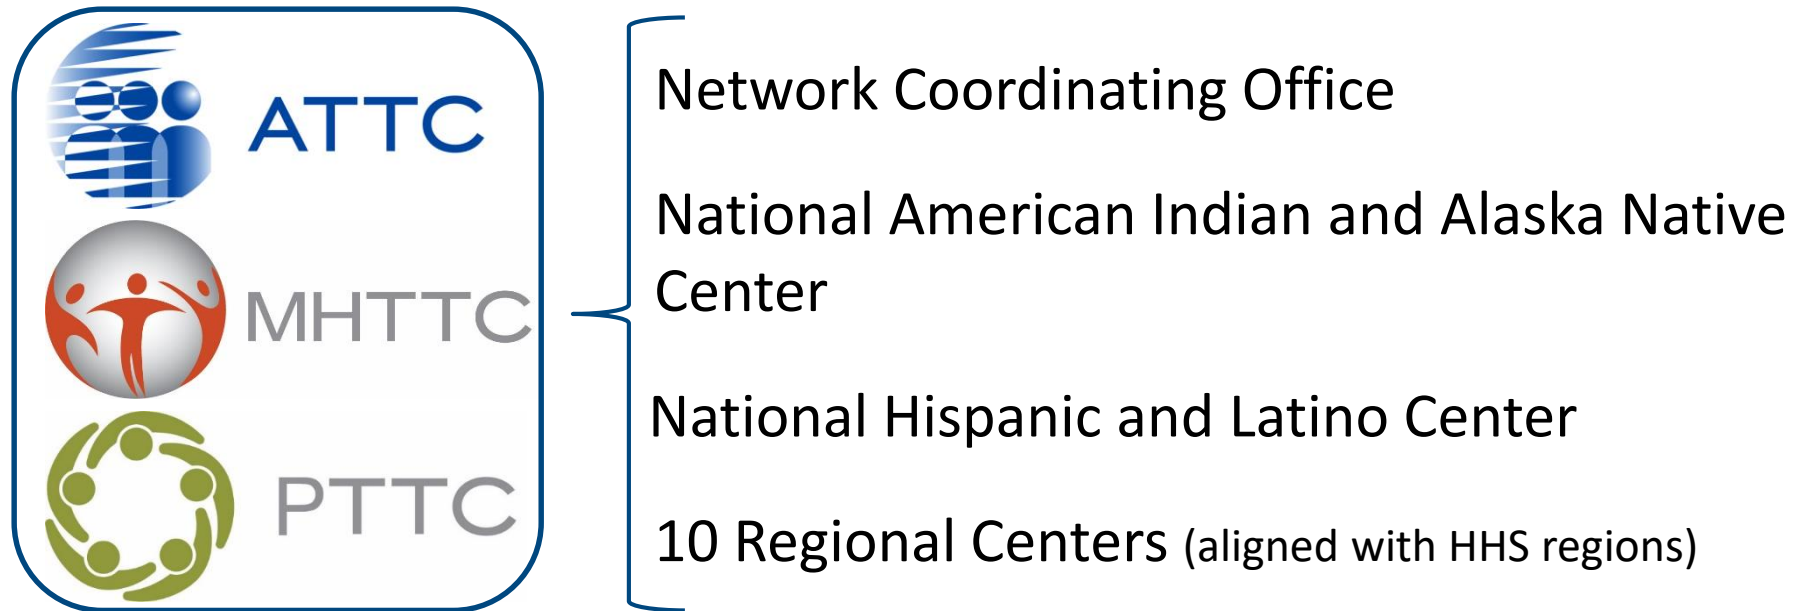 ATTC
MHTTC
PTTC
Network Coordinating Office
National American Indian and Alaska Native
Center
National Hispanic and Latino Center
10 Regional Centers (aligned with HHS regions)